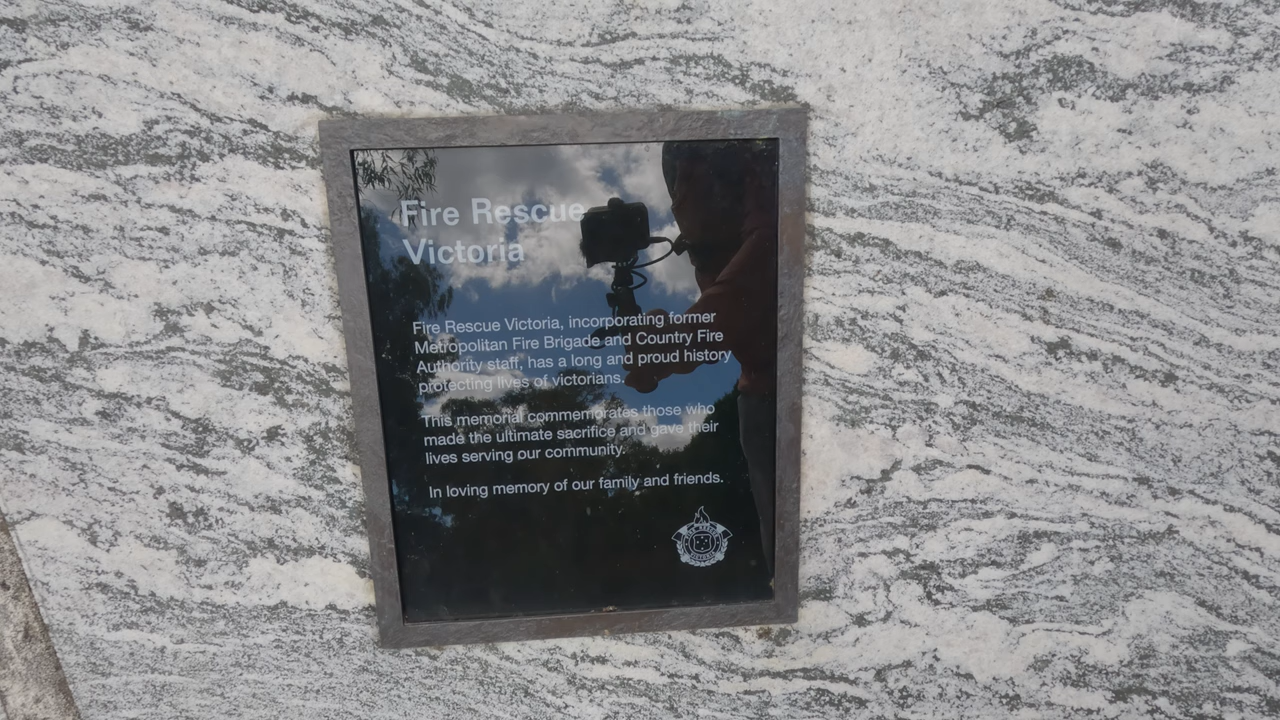 Fire Rescue
Victoria
Fire Rescue Victoria, incorporating former
Metropolitan Fire Brigade and Country Fire
Authority staff, has a long and proud history
protecting lives of victorians.
This memorial commemorates those who
made the ultimate sacrifice and gave their
lives serving our community.
In loving memory of our family and friends.